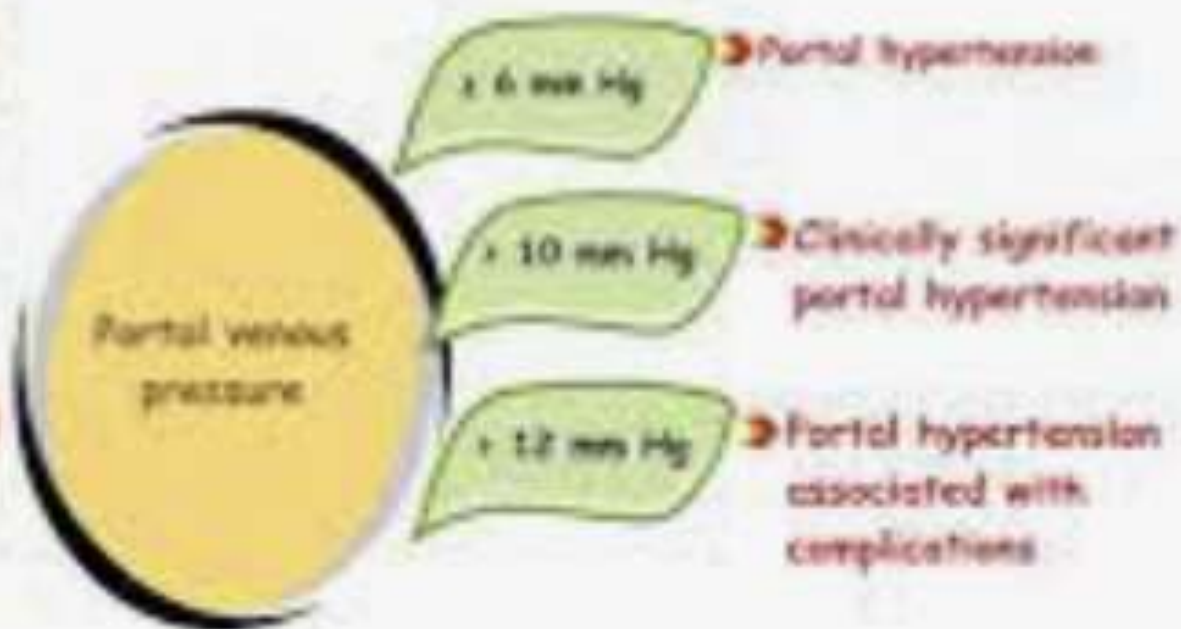 ≥ 6 mm Hg
Portal hypertension
> 10 mm Hg
Clinically significant
portal hypertension
Portal venous
pressure
> 12 mm Hg
Portal hypertension
associated with
complications